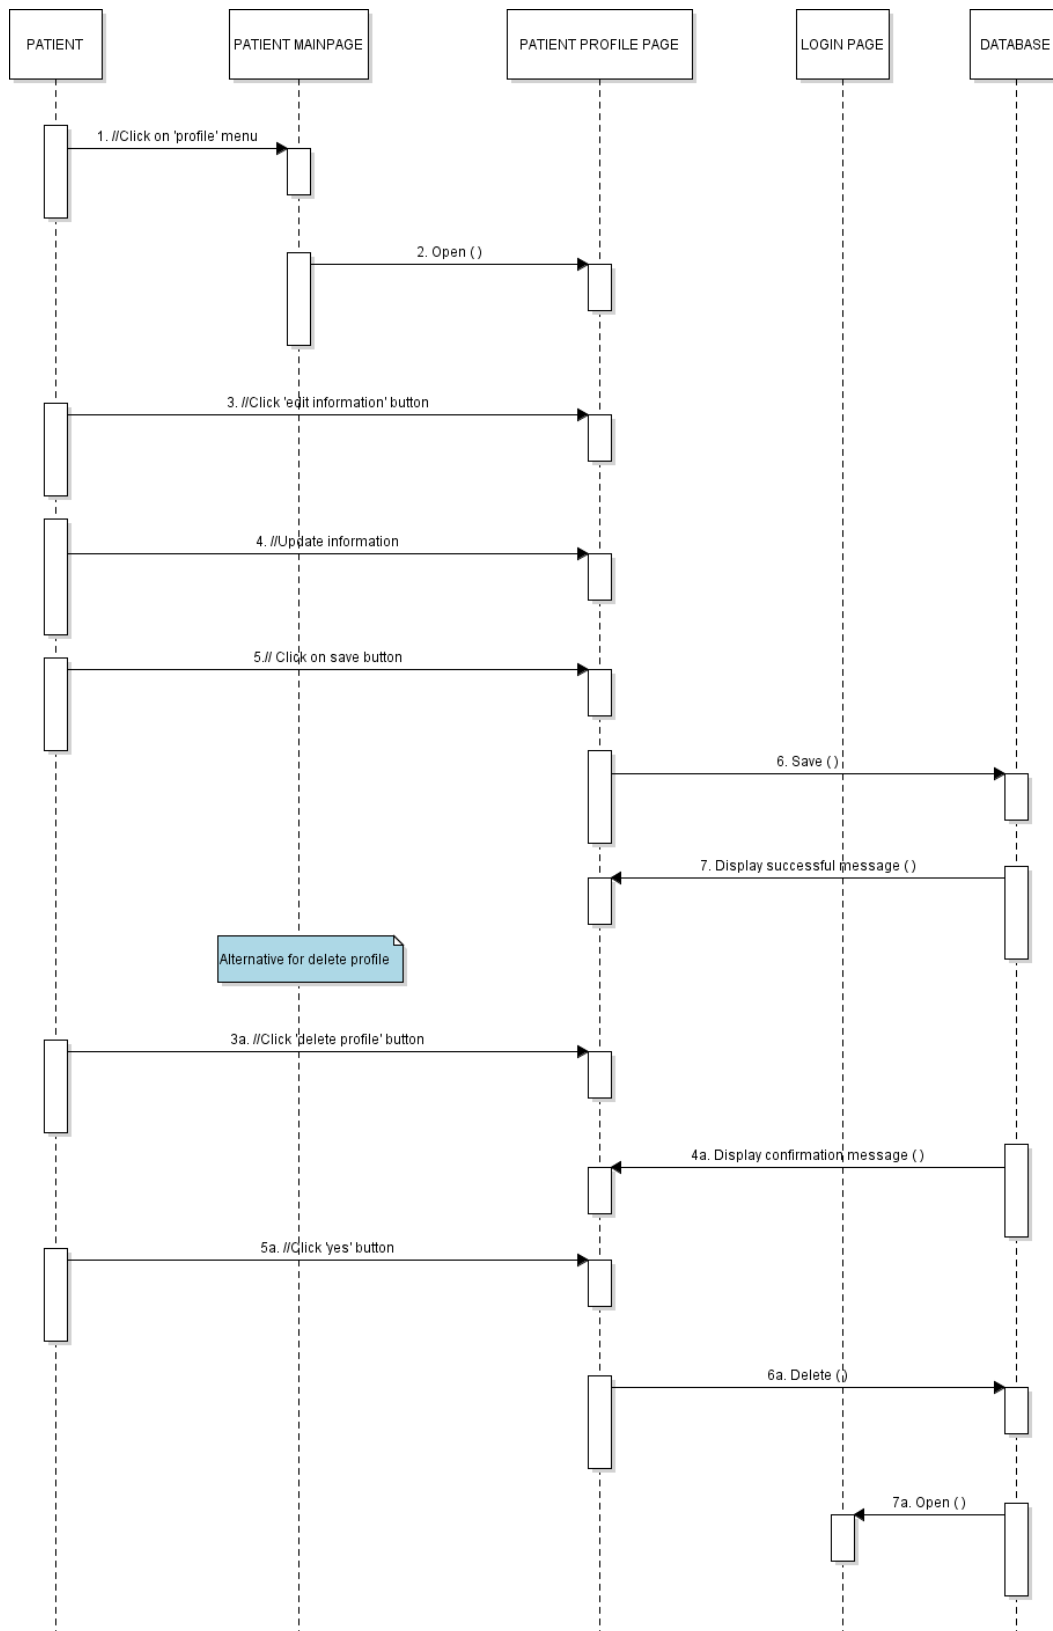 PATIENT
PATIENT MAINPAGE
PATIENT PROFILE PAGE
LOGIN PAGE
DATABASE
1. //Click on 'profile' menu
2. Open ( )
3. //Click 'edit information' button
4. //Update information
5.// Click on save button
6. Save ( )
7. Display successful message ( )
Alternative for delete profile
3a. //Click 'delete profile' button
4a. Display confirmation message ( )
5a. //Click 'yes' button
6a. Delete ( )
7a. Open ( )